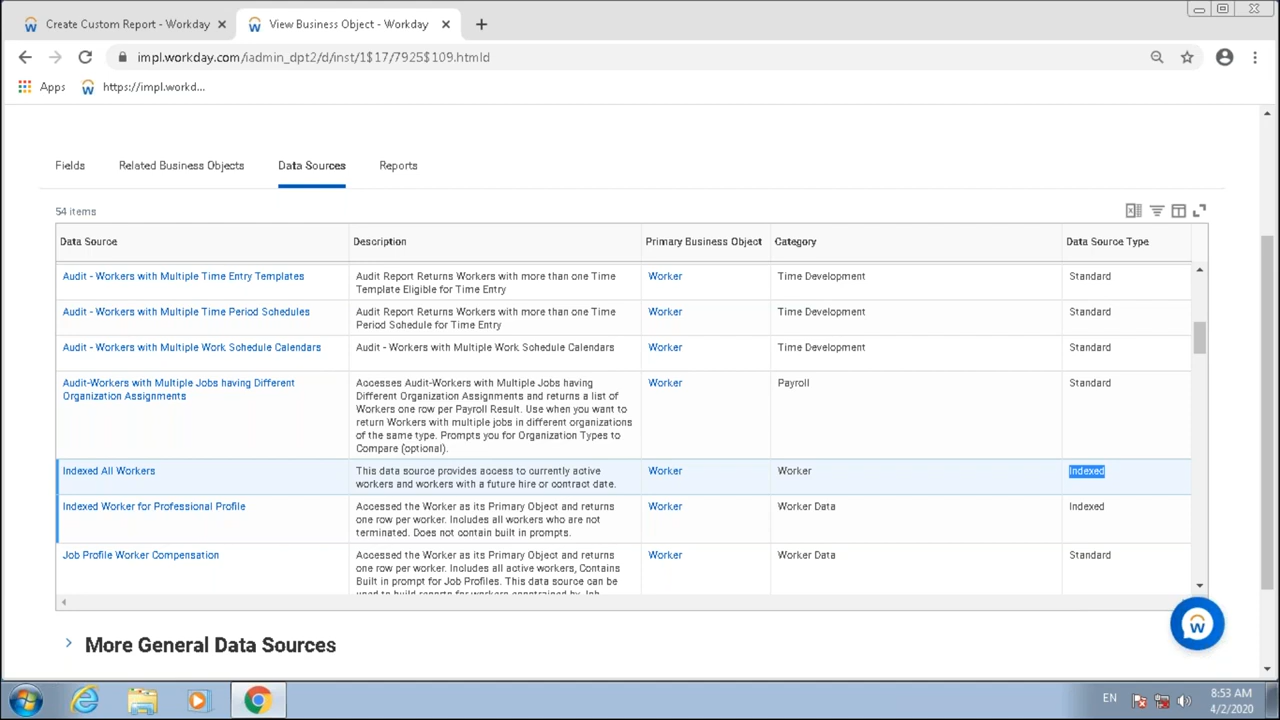 Create Custom Report - Workday
View Business Object - Workday
impl.workday.com/iadmin_dpt2/d/inst/1$17/7925$109.htmld
Apps
https://impl.workd...
Fields
Related Business Objects
Data Sources
Reports
54 items
Data Source
Description
Primary Business Object
Category
Data Source Type
Audit - Workers with Multiple Time Entry Templates
Audit Report Returns Workers with more than one Time
Template Eligible for Time Entry
Worker
Time Development
Standard
Audit - Workers with Multiple Time Period Schedules
Audit Report Returns Workers with more than one Time
Period Schedule for Time Entry
Worker
Time Development
Standard
Audit - Workers with Multiple Work Schedule Calendars
Audit - Workers with Multiple Work Schedule Calendars
Worker
Time Development
Standard
Audit-Workers with Multiple Jobs having Different
Organization Assignments
Accesses Audit-Workers with Multiple Jobs having
Different Organization Assignments and returns a list of
Workers one row per Payroll Result. Use when you want to
return Workers with multiple jobs in different organizations
of the same type. Prompts you for Organization Types to
Compare (optional).
Worker
Payroll
Standard
Indexed All Workers
This data source provides access to currently active
workers and workers with a future hire or contract date.
Worker
Worker
Indexed
Indexed Worker for Professional Profile
Accessed the Worker as its Primary Object and returns
one row per worker. Includes all workers who are not
terminated. Does not contain built in prompts.
Worker
Worker Data
Indexed
Job Profile Worker Compensation
Accessed the Worker as its Primary Object and returns
one row per worker. Includes all active workers, Contains
Built in prompt for Job Profiles. This data source can be
used to build reports for workers constrained by Job
Worker
Worker Data
Standard
More General Data Sources
EN
8:53 AM
4/2/2020